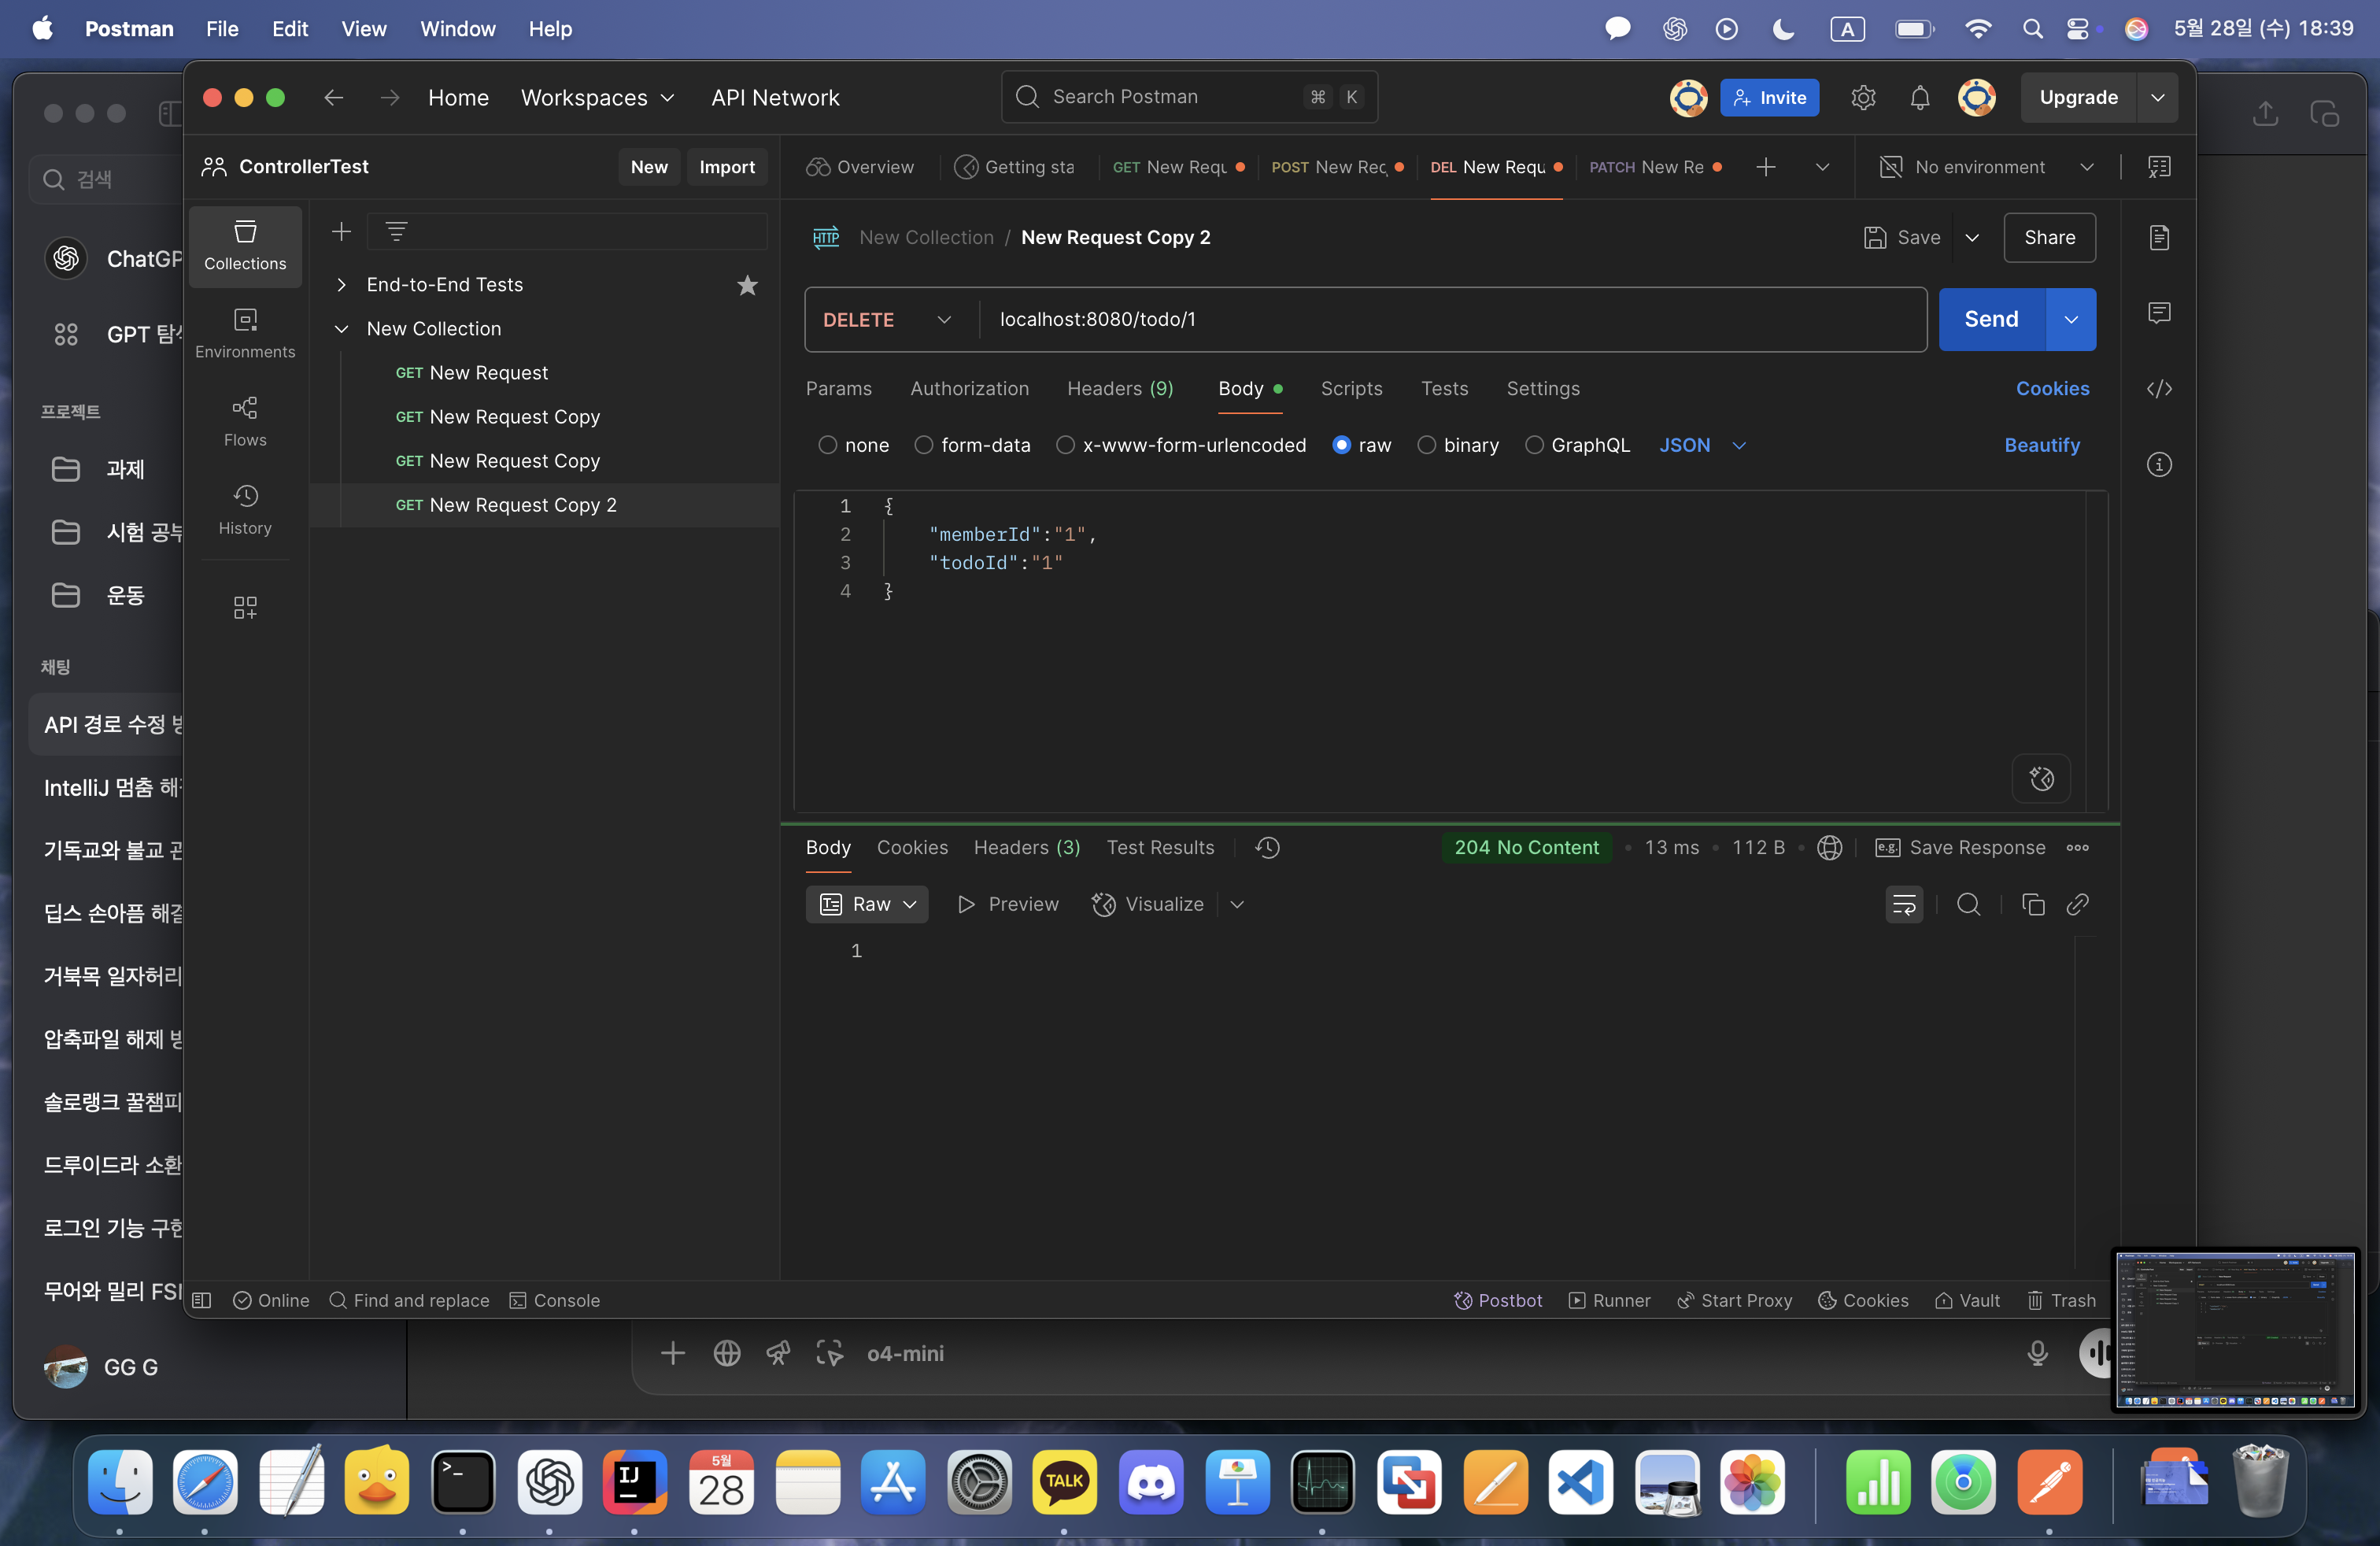 Postman File Edit View Window Help A 5월 28일 (수) 18:39
Home Workspaces API Network Search Postman ⌘ K Invite Upgrade
ControllerTest New Import Overview Getting sta GET New Requ POST New Rec DEL New Requ PATCH New Re No environment
검색
ChatGP
GPT 탐
프로젝트
과제
시험 공부
운동
채팅
API 경로 수정
IntelliJ 멈춤 해
기독교와 불교
딥스 손아픔 해결
거북목 일자허리
압축파일 해제
솔로랭크 꿀챔피
드루이드라 소환
로그인 기능 구현
무어와 밀리 FSI
GG G
Collections
Environments
Flows
History
End-to-End Tests
New Collection
GET New Request
GET New Request Copy
GET New Request Copy
GET New Request Copy 2
HTTP New Collection / New Request Copy 2 Save Share
DELETE localhost:8080/todo/1 Send
Params Authorization Headers (9) Body Scripts Tests Settings Cookies
none form-data x-www-form-urlencoded raw binary GraphQL JSON Beautify
1 {
2 "memberId":"1",
3 "todoId":"1"
4 }
Body Cookies Headers (3) Test Results 204 No Content • 13 ms • 112 B • e.g. Save Response
Raw Preview Visualize
1
Online Find and replace Console Postbot Runner Start Proxy Cookies Vault Trash
o4-mini
5월
28
IJ
TALK